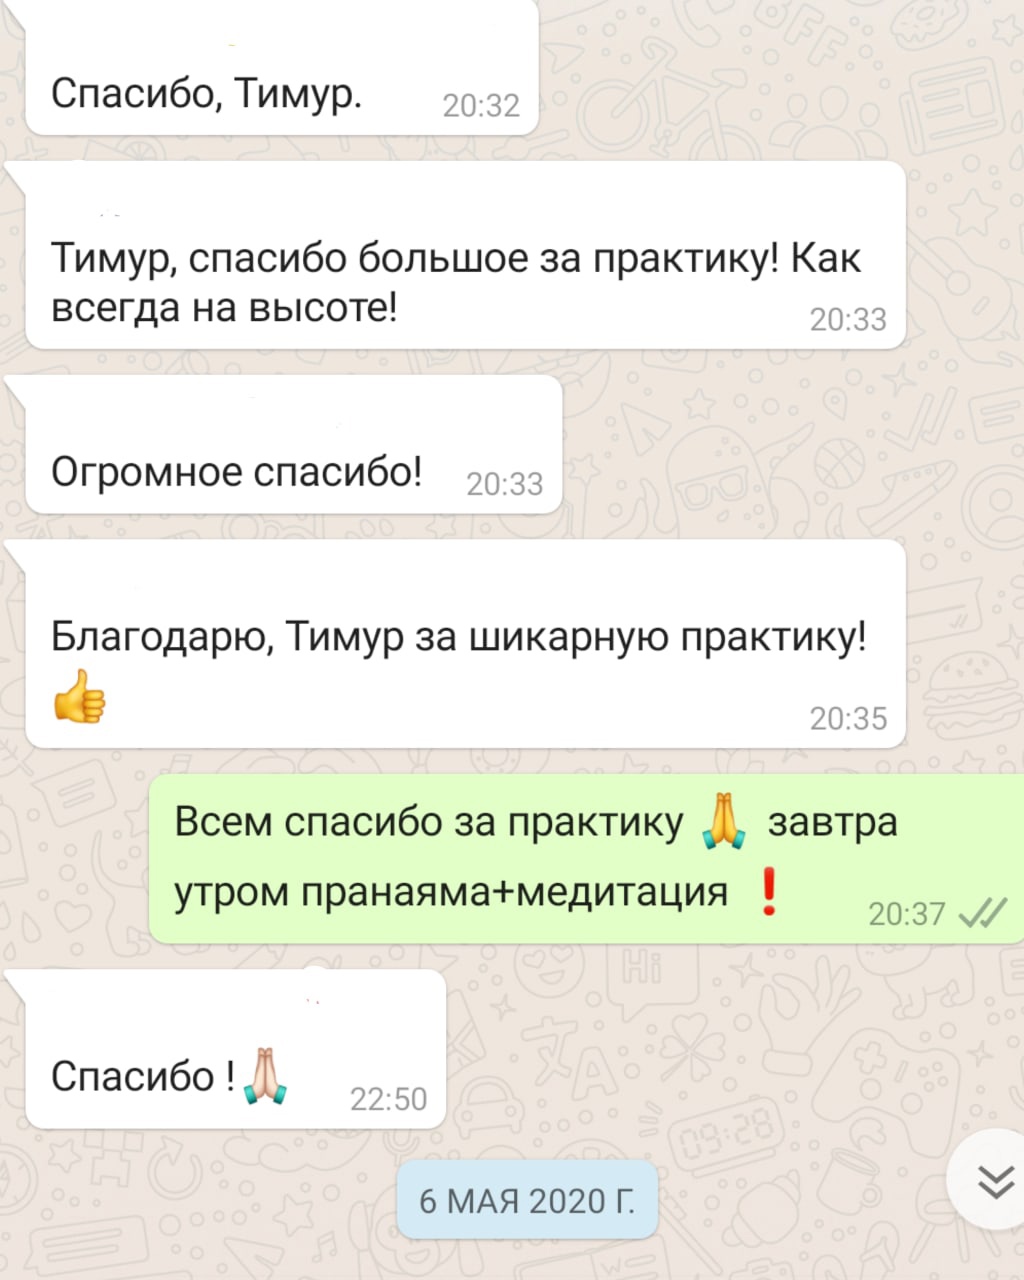 Спасибо, Тимур.
20:32
Тимур, спасибо большое за практику! Как
всегда на высоте!
20:33
Огромное спасибо!
20:33
Благодарю, Тимур за шикарную практику!
👍
20:35
Всем спасибо за практику 🙏 завтра
утром пранаяма+медитация ❗
20:37
Спасибо !🙏🏻
22:50
6 МАЯ 2020 Г.